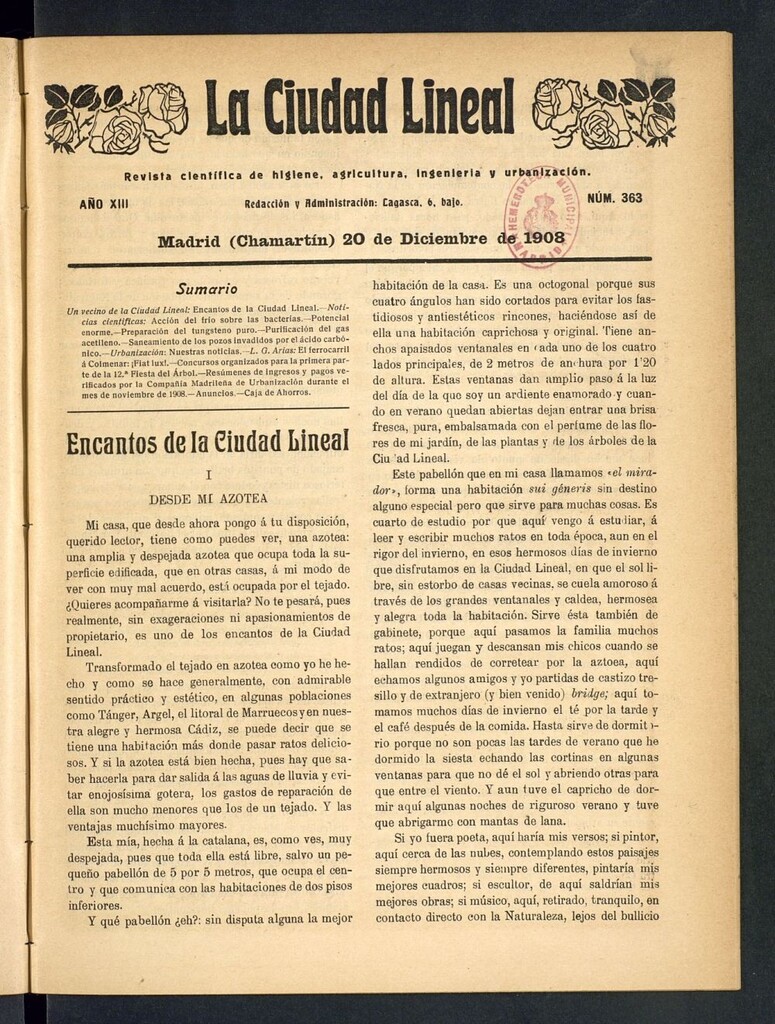 La Ciudad Lineal
Revista científica de higiene, agricultura, ingeniería y urbanización.
AÑO XIII
Redacción y Administración: Lagasca, 6, bajo.
NÚM. 363
HEMEROTECA MUNICIPAL
MADRID
Madrid (Chamartín) 20 de Diciembre de 1908
Sumario
Un vecino de la Ciudad Lineal: Encantos de la Ciudad Lineal.—Noti-
cias científicas: Acción del frío sobre las bacterias.—Potencial
enorme.—Preparación del tungsteno puro.—Purificación del gas
acetileno.—Saneamiento de los pozos invadidos por el ácido carbó-
nico.—Urbanización: Nuestras noticias.—L. G. Arias: El ferrocarril
á Colmenar: ¡Fiat lux!.—Concursos organizados para la primera par-
te de la 12.ª Fiesta del Árbol.—Resúmenes de ingresos y pagos ve-
rificados por la Compañía Madrileña de Urbanización durante el
mes de noviembre de 1908.—Anuncios.—Caja de Ahorros.
Encantos de la Ciudad Lineal
I
DESDE MI AZOTEA
Mi casa, que desde ahora pongo á tu disposición,
querido lector, tiene como puedes ver, una azotea:
una amplia y despejada azotea que ocupa toda la su-
perficie edificada, que en otras casas, á mi modo de
ver con muy mal acuerdo, está ocupada por el tejado.
¿Quieres acompañarme á visitarla? No te pesará, pues
realmente, sin exageraciones ni apasionamientos de
propietario, es uno de los encantos de la Ciudad
Lineal.
Transformado el tejado en azotea como yo he he-
cho y como se hace generalmente, con admirable
sentido práctico y estético, en algunas poblaciones
como Tánger, Argel, el litoral de Marruecos y en nues-
tra alegre y hermosa Cádiz, se puede decir que se
tiene una habitación más donde pasar ratos delicio-
sos. Y si la azotea está bien hecha, pues hay que sa-
ber hacerla para dar salida á las aguas de lluvia y evi-
tar enojosísima gotera, los gastos de reparación de
ella son mucho menores que los de un tejado. Y las
ventajas muchísimo mayores.
Esta mía, hecha á la catalana, es, como ves, muy
despejada, pues que toda ella está libre, salvo un pe-
queño pabellón de 5 por 5 metros, que ocupa el cen-
tro y que comunica con las habitaciones de dos pisos
inferiores.
Y qué pabellón ¿eh?: sin disputa alguna la mejor
habitación de la casa. Es una octogonal porque sus
cuatro ángulos han sido cortados para evitar los fas-
tidiosos y antiestéticos rincones, haciéndose así de
ella una habitación caprichosa y original. Tiene an-
chos apaisados ventanales en cada uno de los cuatro
lados principales, de 2 metros de anchura por 1'20
de altura. Estas ventanas dan amplio paso á la luz
del día de la que soy un ardiente enamorado y cuan-
do en verano quedan abiertas dejan entrar una brisa
fresca, pura, embalsamada con el perfume de las flo-
res de mi jardín, de las plantas y de los árboles de la
Ciu ad Lineal.
Este pabellón que en mi casa llamamos «el mira-
dor», forma una habitación sui géneris sin destino
alguno especial pero que sirve para muchas cosas. Es
cuarto de estudio por que aquí vengo á estudiar, á
leer y escribir muchos ratos en toda época, aun en el
rigor del invierno, en esos hermosos días de invierno
que disfrutamos en la Ciudad Lineal, en que el sol li-
bre, sin estorbo de casas vecinas, se cuela amoroso á
través de los grandes ventanales y caldea, hermosea
y alegra toda la habitación. Sirve ésta también de
gabinete, porque aquí pasamos la familia muchos
ratos; aquí juegan y descansan mis chicos cuando se
hallan rendidos de corretear por la aztoea, aquí
echamos algunos amigos y yo partidas de castizo tre-
sillo y de extranjero (y bien venido) bridge; aquí to-
mamos muchos días de invierno el té por la tarde y
el café después de la comida. Hasta sirve de dormito-
rio porque no son pocas las tardes de verano que he
dormido la siesta echando las cortinas en algunas
ventanas para que no dé el sol y abriendo otras para
que entre el viento. Y aun tuve el capricho de dor-
mir aquí algunas noches de riguroso verano y tuve
que abrigarmo con mantas de lana.
Si yo fuera poeta, aquí haría mis versos; si pintor,
aquí cerca de las nubes, contemplando estos paisajes
siempre hermosos y siempre diferentes, pintaría mis
mejores cuadros; si escultor, de aquí saldrían mis
mejores obras; si músico, aquí, retirado, tranquilo, en
contacto directo con la Naturaleza, lejos del bullicio